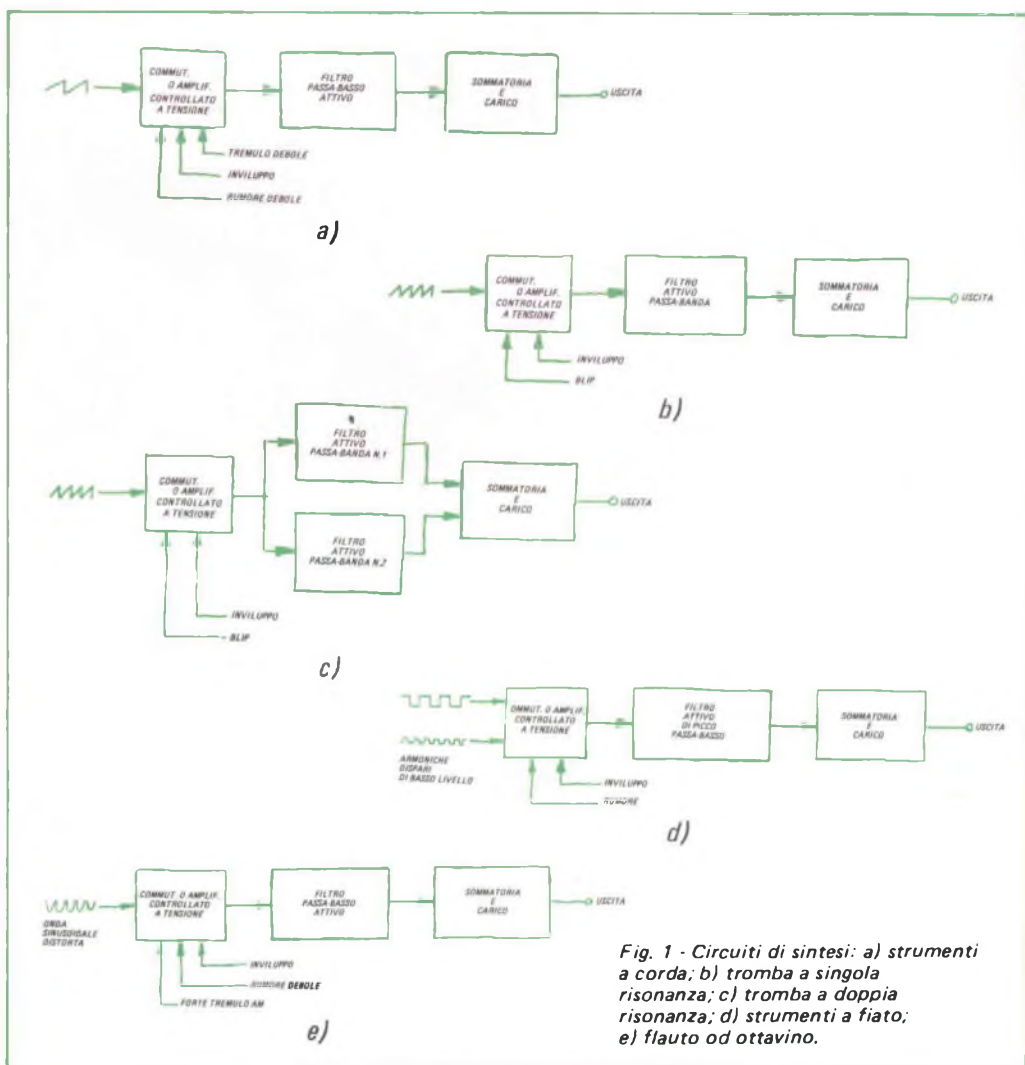 COMMUT.
O AMPLIF.
CONTROLLATO
A TENSIONE
FILTRO
PASSA-BASSO
ATTIVO
SOMMATORIA
E
CARICO
USCITA
TREMULO DEBOLE
INVILUPPO
RUMORE DEBOLE
a)
COMMUT.
O AMPLIF.
CONTROLLATO
A TENSIONE
FILTRO
ATTIVO
PASSA-BANDA
SOMMATORIA
E
CARICO
USCITA
INVILUPPO
BLIP
b)
COMMUT.
O AMPLIF.
CONTROLLATO
A TENSIONE
FILTRO
ATTIVO
PASSA-BANDA N.1
FILTRO
ATTIVO
PASSA-BANDA N.2
SOMMATORIA
E
CARICO
USCITA
INVILUPPO
BLIP
c)
ARMONICHE
DISPARI
DI BASSO LIVELLO
OMMUT. O AMPLIF.
CONTROLLATO
A TENSIONE
FILTRO
ATTIVO
DI PICCO
PASSA-BASSO
SOMMATORIA
E
CARICO
USCITA
INVILUPPO
RUMORE
d)
ONDA
SINUSOIDALE
DISTORTA
COMMUT. O AMPLIF.
CONTROLLATO
A TENSIONE
FILTRO
PASSA-BASSO
ATTIVO
SOMMATORIA
E
CARICO
USCITA
INVILUPPO
RUMORE DEBOLE
FORTE TREMULO AM
e)
Fig. 1 - Circuiti di sintesi: a) strumenti
a corda; b) tromba a singola
risonanza; c) tromba a doppia
risonanza; d) strumenti a fiato;
e) flauto od ottavino.